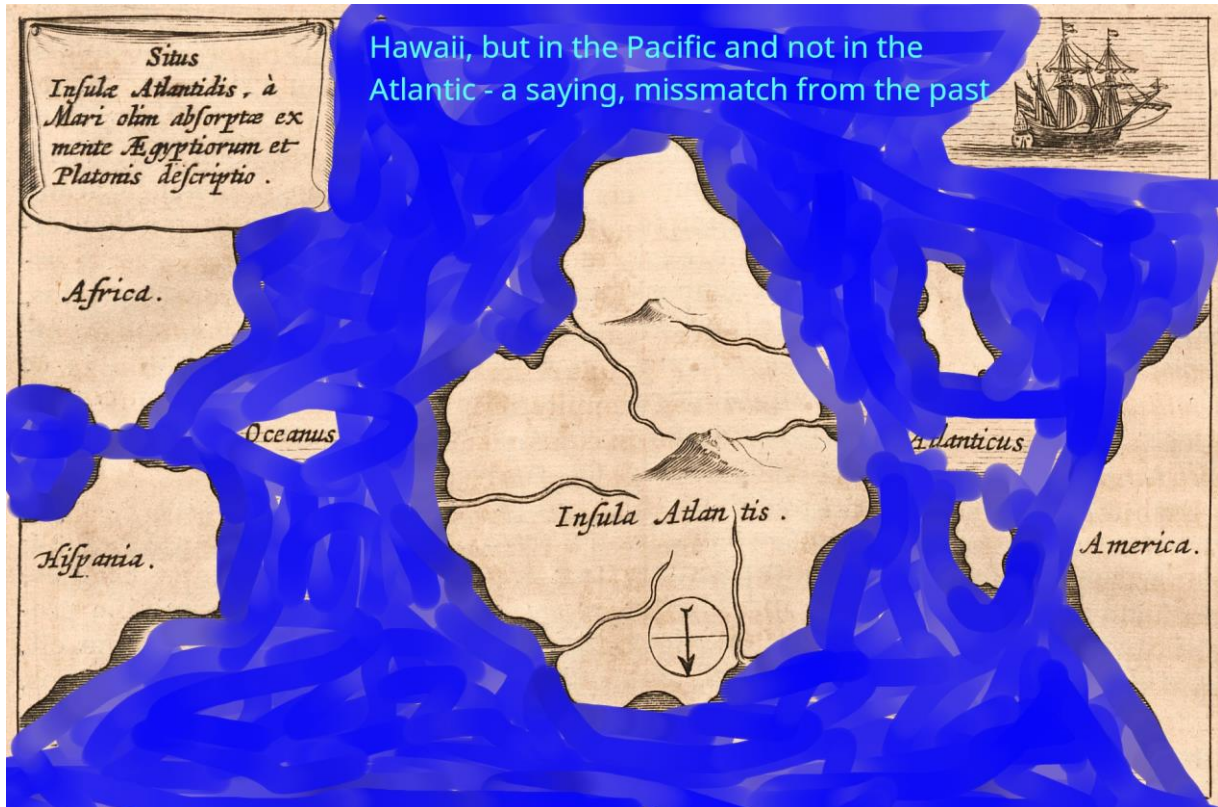 Situs
Insulæ Atlantidis, à
Mari olim absorptæ ex
mente Ægyptiorum et
Platonis descriptio.
Hawaii, but in the Pacific and not in the
Atlantic - a saying, missmatch from the past
Africa.
Oceanus
Atlanticus
Insula Atlantis.
Hispania.
America.